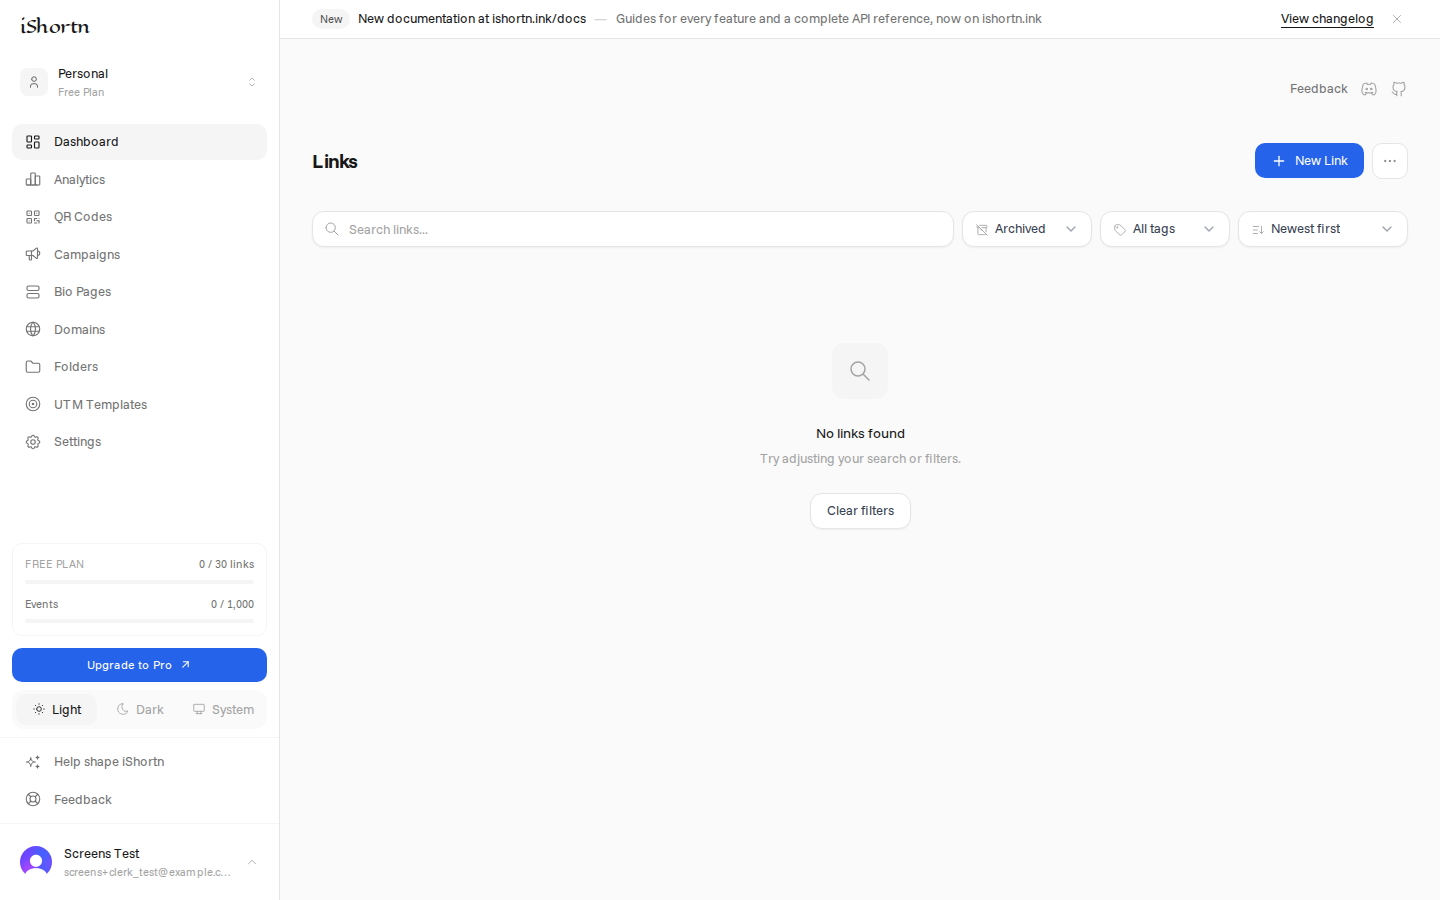 iShortn
Personal
Free Plan
Dashboard
Analytics
QR Codes
Campaigns
Bio Pages
Domains
Folders
UTM Templates
Settings
FREE PLAN 0 / 30 links
Events 0 / 1,000
Upgrade to Pro
Light Dark System
Help shape iShortn
Feedback
Screens Test
screens+clerk_test@example.c...
New New documentation at ishortn.ink/docs — Guides for every feature and a complete API reference, now on ishortn.ink View changelog
Feedback
Links
New Link
Search links...
Archived
All tags
Newest first
No links found
Try adjusting your search or filters.
Clear filters